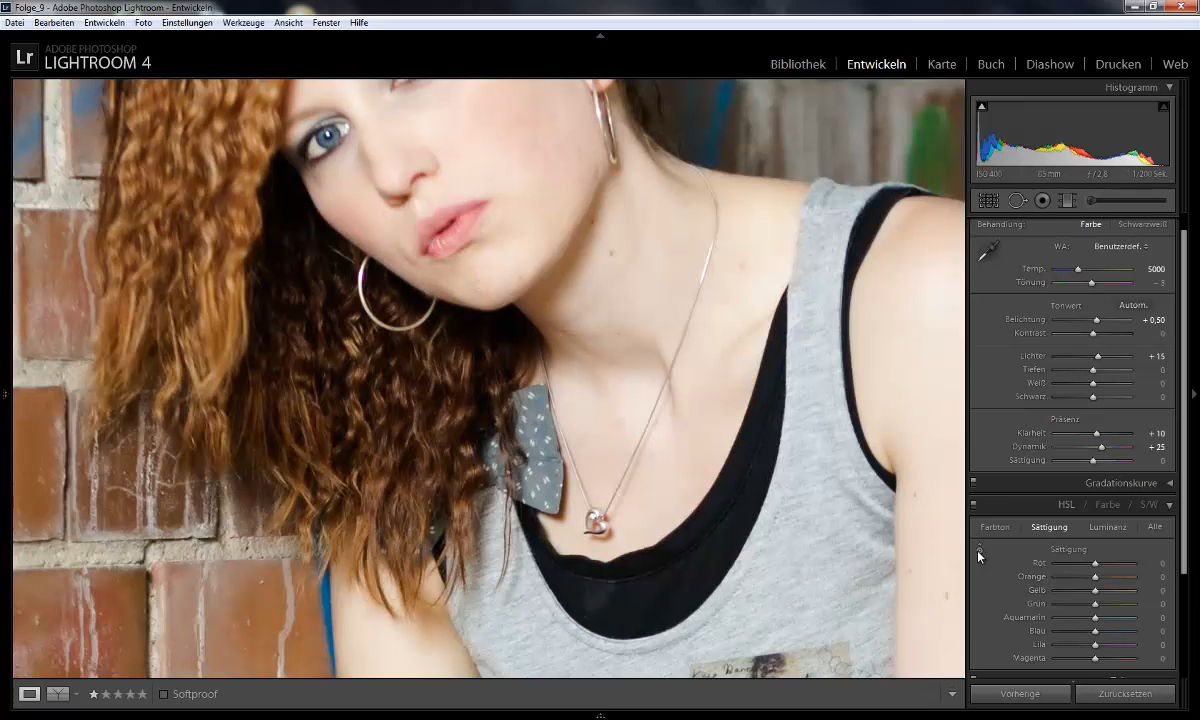 Lr Folge_9 - Adobe Photoshop Lightroom - Entwickeln
Datei Bearbeiten Entwickeln Foto Einstellungen Werkzeuge Ansicht Fenster Hilfe
Lr ADOBE PHOTOSHOP
LIGHTROOM 4
Bibliothek Entwickeln Karte Buch Diashow Drucken Web
Histogramm
ISO 400 85 mm ƒ / 2,8 1/200 Sek.
Behandlung: Farbe Schwarzweiß
WA: Benutzerdef.
Temp. 5000
Tönung - 3
Tonwert Autom.
Belichtung + 0,50
Kontrast 0
Lichter + 15
Tiefen 0
Weiß 0
Schwarz 0
Präsenz
Klarheit + 10
Dynamik + 25
Sättigung 0
Gradationskurve
HSL / Farbe / S/W
Farbton Sättigung Luminanz Alle
Sättigung
Rot 0
Orange 0
Gelb 0
Grün 0
Aquamarin 0
Blau 0
Lila 0
Magenta 0
Softproof
Vorherige Zurücksetzen